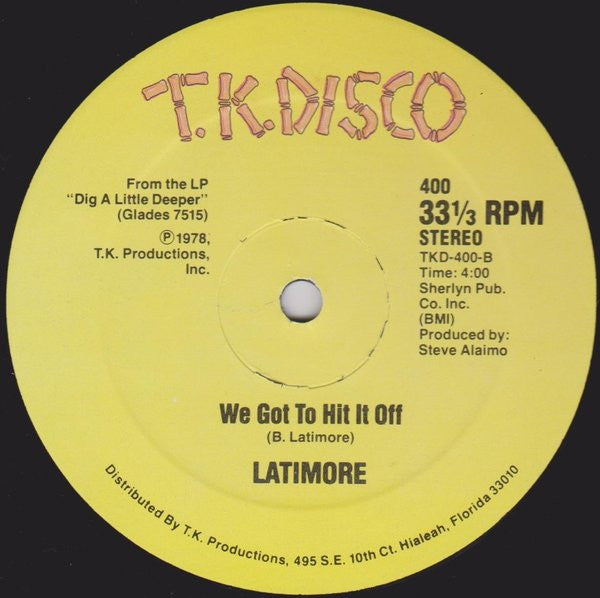 T.K.DISCO
From the LP
"Dig A Little Deeper"
(Glades 7515)
Ⓟ1978,
T.K. Productions,
Inc.
400
33⅓ RPM
STEREO
TKD-400-B
Time: 4:00
Sherlyn Pub.
Co. Inc.
(BMI)
Produced by:
Steve Alaimo
We Got To Hit It Off
(B. Latimore)
LATIMORE
Distributed By T.K. Productions, 495 S.E. 10th Ct. Hialeah, Florida 33010